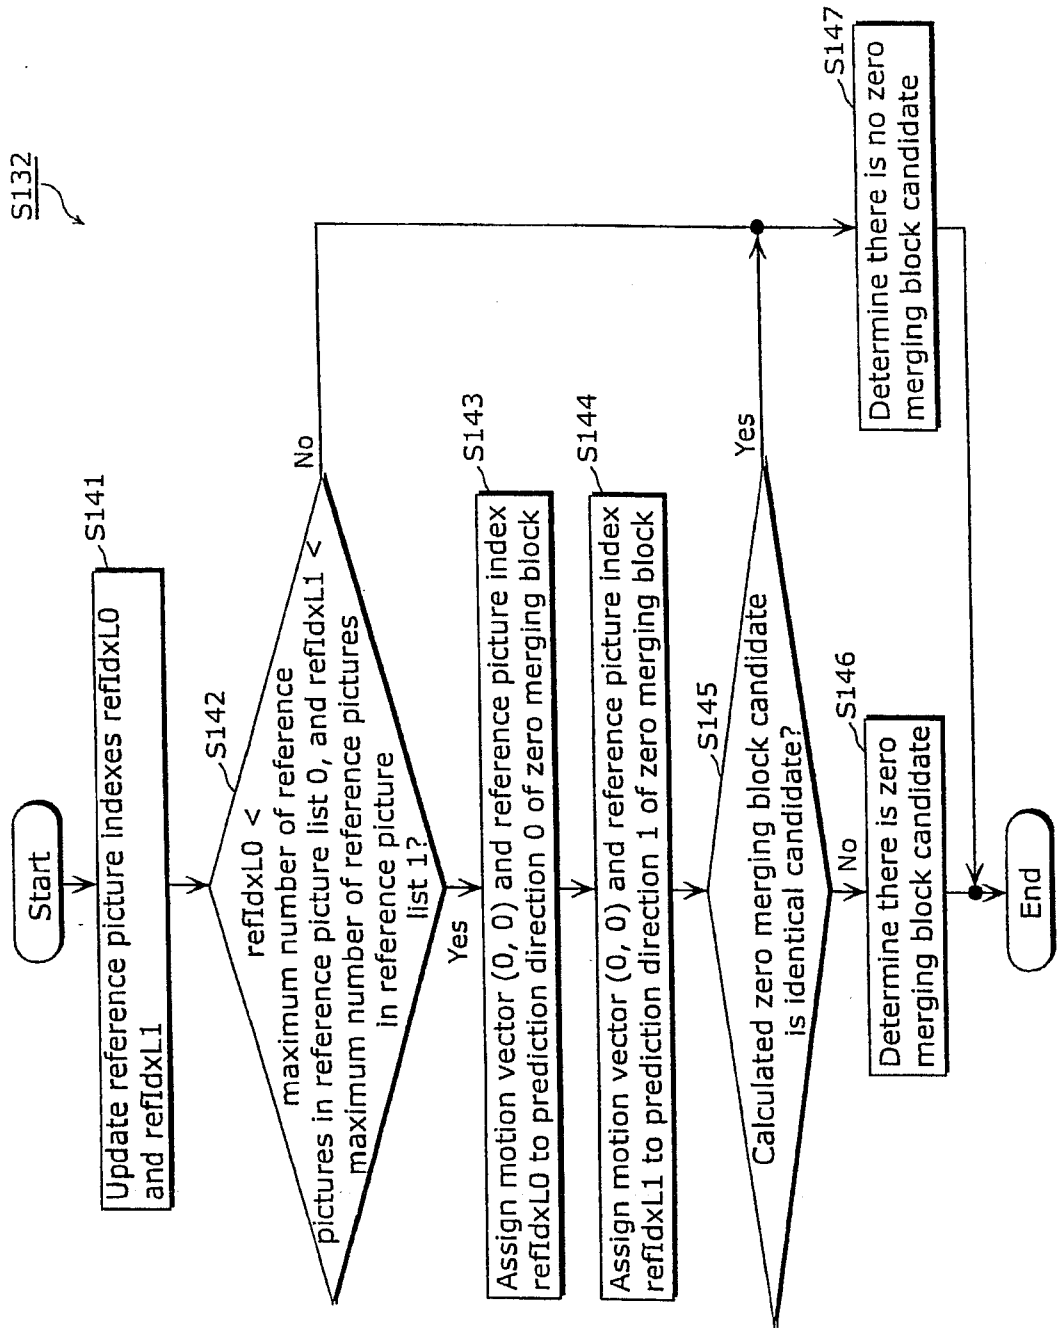 S132
Start
S141
Update reference picture indexes refIdxL0
and refIdxL1
S142
refIdxL0 <
maximum number of reference
pictures in reference picture list 0, and refIdxL1 <
maximum number of reference pictures
in reference picture
list 1?
No
Yes
S143
Assign motion vector (0, 0) and reference picture index
refIdxL0 to prediction direction 0 of zero merging block
S144
Assign motion vector (0, 0) and reference picture index
refIdxL1 to prediction direction 1 of zero merging block
S145
Calculated zero merging block candidate
is identical candidate?
Yes
No
S146
Determine there is zero
merging block candidate
S147
Determine there is no zero
merging block candidate
End